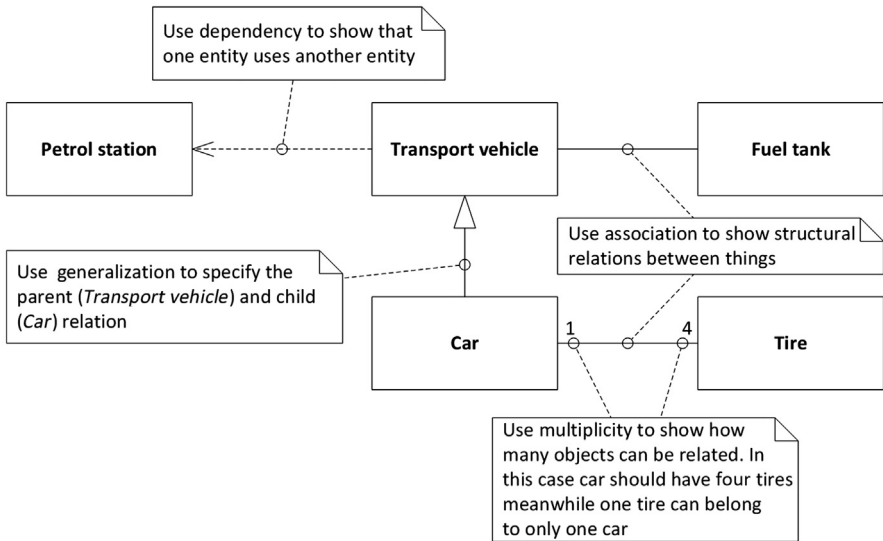 Use dependency to show that
one entity uses another entity
Petrol station
Transport vehicle
Fuel tank
Use association to show structural
relations between things
Use generalization to specify the
parent (Transport vehicle) and child
(Car) relation
Car
1
4
Tire
Use multiplicity to show how
many objects can be related. In
this case car should have four tires
meanwhile one tire can belong
to only one car